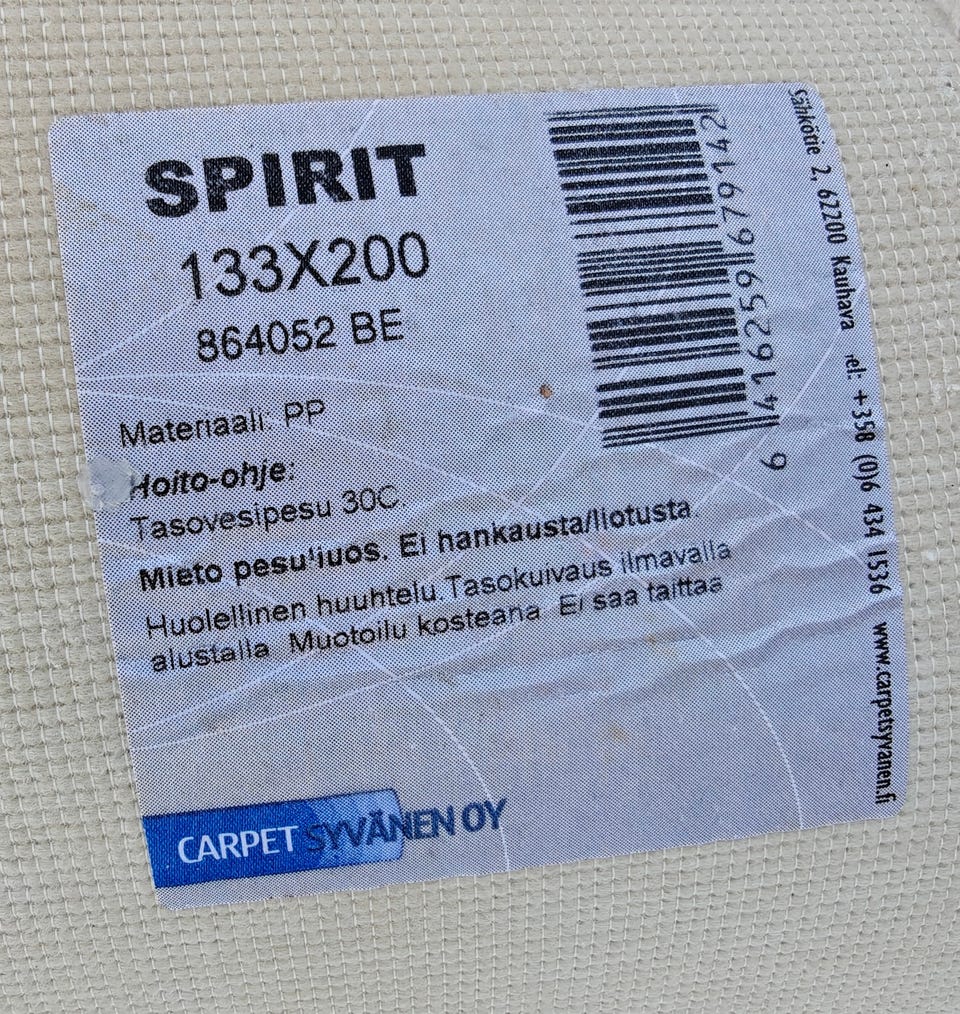 SPIRIT
133X200
864052 BE
Materiaali: PP
Hoito-ohje:
Tasovesipesu 30C.
Mieto pesu'iuos. Ei hankausta/liotusta.
Huolellinen huuhtelu.Tasokuivaus ilmavalla
alustalla Muotoilu kosteana Ei saa taittaa
CARPET SYVÄNEN OY
6 416259 679142
Sähkötie 2, 62200 Kauhava Tel: +358 (0)6 434 1536 www.carpetsyvanen.fi